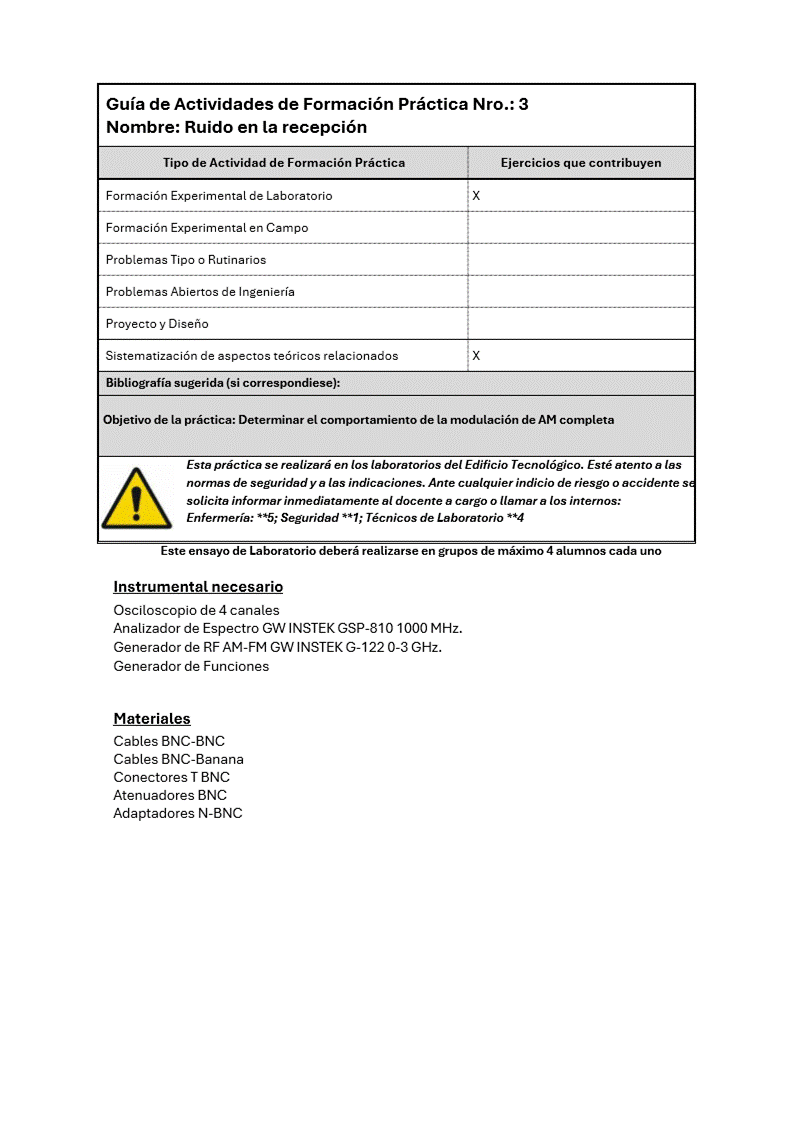 Guía de Actividades de Formación Práctica Nro.: 3
Nombre: Ruido en la recepción
Tipo de Actividad de Formación Práctica
Ejercicios que contribuyen
Formación Experimental de Laboratorio
X
Formación Experimental en Campo
Problemas Tipo o Rutinarios
Problemas Abiertos de Ingeniería
Proyecto y Diseño
Sistematización de aspectos teóricos relacionados
X
Bibliografía sugerida (si correspondiese):
Objetivo de la práctica: Determinar el comportamiento de la modulación de AM completa
Esta práctica se realizará en los laboratorios del Edificio Tecnológico. Esté atento a las
normas de seguridad y a las indicaciones. Ante cualquier indicio de riesgo o accidente se
solicita informar inmediatamente al docente a cargo o llamar a los internos:
Enfermería: **5; Seguridad **1; Técnicos de Laboratorio **4
Este ensayo de Laboratorio deberá realizarse en grupos de máximo 4 alumnos cada uno
Instrumental necesario
Osciloscopio de 4 canales
Analizador de Espectro GW INSTEK GSP-810 1000 MHz.
Generador de RF AM-FM GW INSTEK G-122 0-3 GHz.
Generador de Funciones
Materiales
Cables BNC-BNC
Cables BNC-Banana
Conectores T BNC
Atenuadores BNC
Adaptadores N-BNC